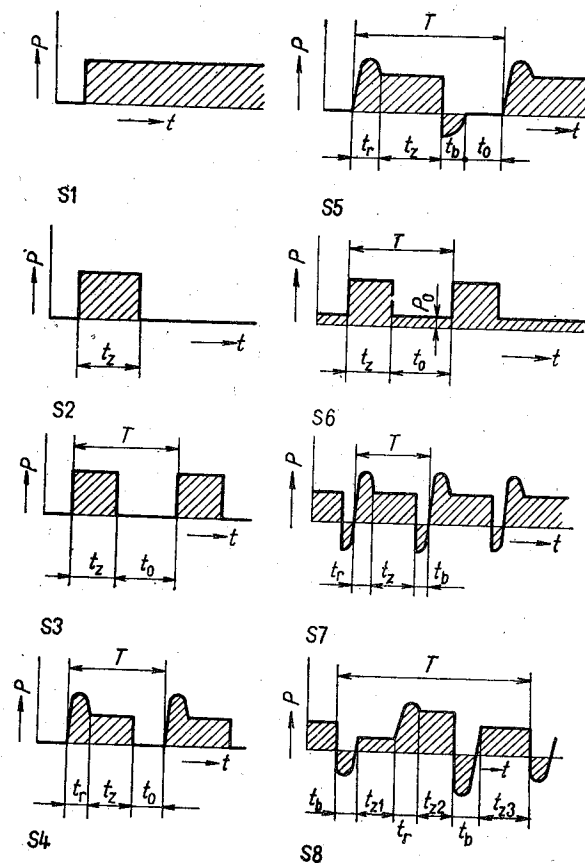 P
t
S1
P
T
t
t_r t_z t_b t_0
S5
P
t
t_z
S2
P
T
P_0
t
t_z t_0
S6
P
T
t
t_z t_0
S3
P
T
t
t_r t_z t_b
S7
P
T
t
t_r t_z t_0
S4
P
T
t
t_b t_z1 t_r t_z2 t_b t_z3
S8